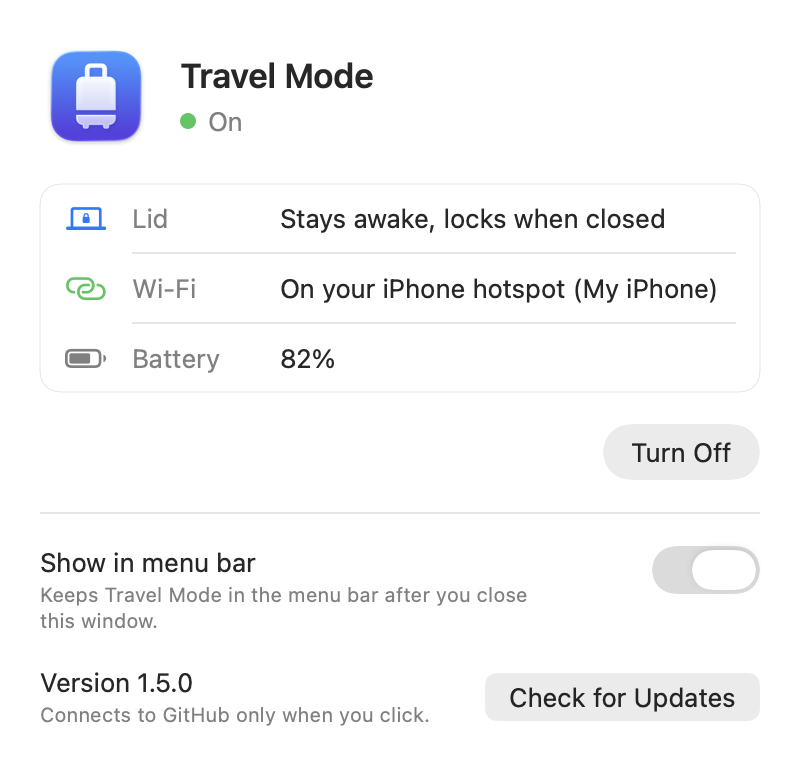 Travel Mode
On
Lid Stays awake, locks when closed
Wi-Fi On your iPhone hotspot (My iPhone)
Battery 82%
Turn Off
Show in menu bar
Keeps Travel Mode in the menu bar after you close
this window.
Version 1.5.0
Connects to GitHub only when you click.
Check for Updates